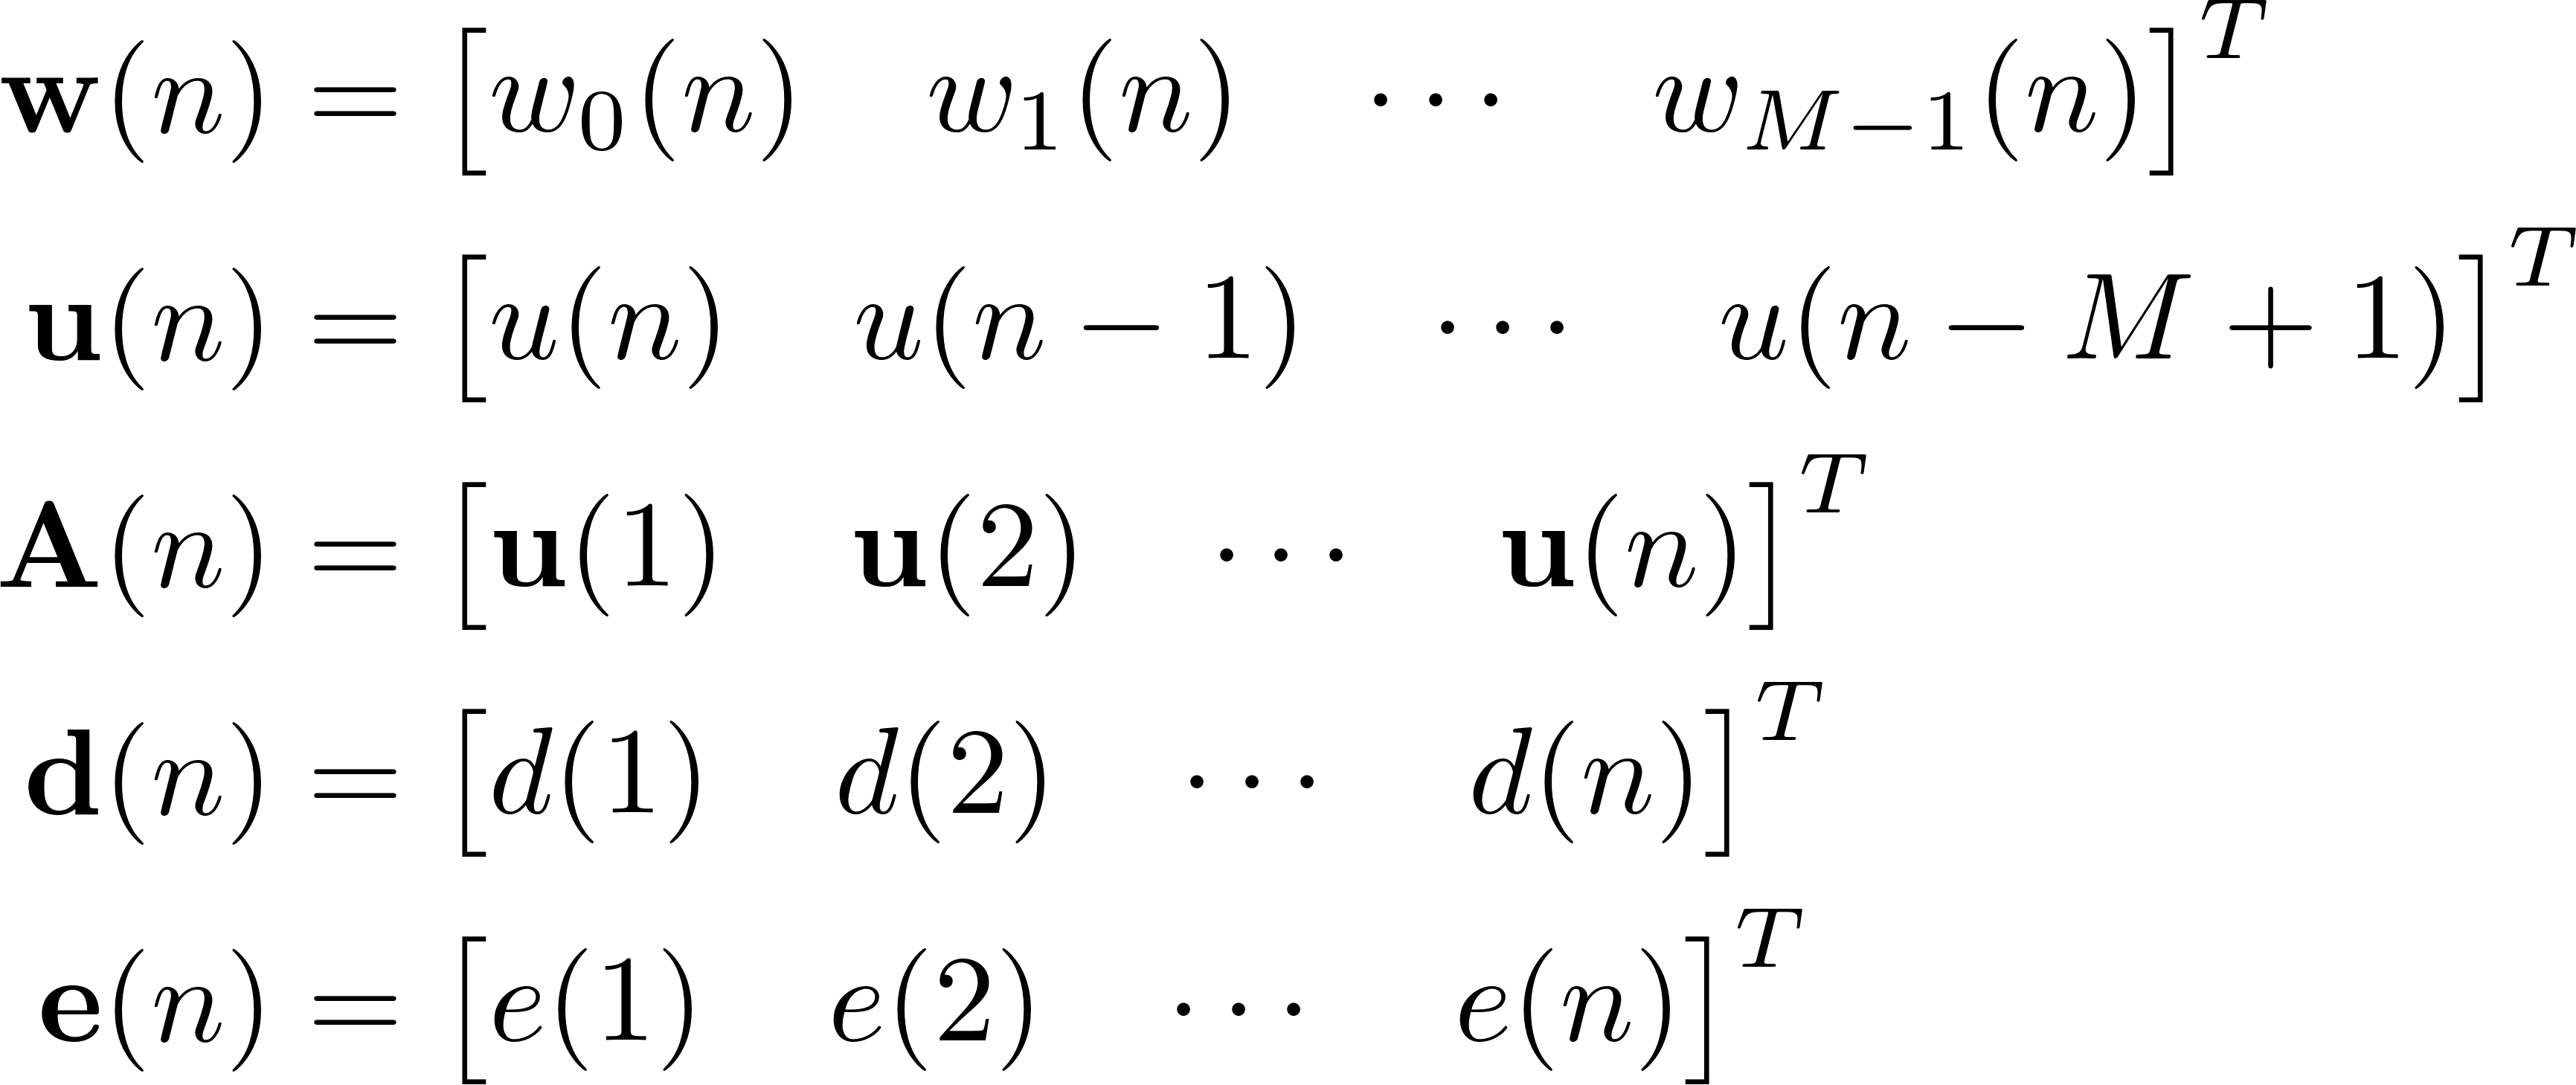 𝐰(n) = [w₀(n) w₁(n) ⋯ w_{M−1}(n)]^T
𝐮(n) = [u(n) u(n − 1) ⋯ u(n − M + 1)]^T
𝐀(n) = [𝐮(1) 𝐮(2) ⋯ 𝐮(n)]^T
𝐝(n) = [d(1) d(2) ⋯ d(n)]^T
𝐞(n) = [e(1) e(2) ⋯ e(n)]^T